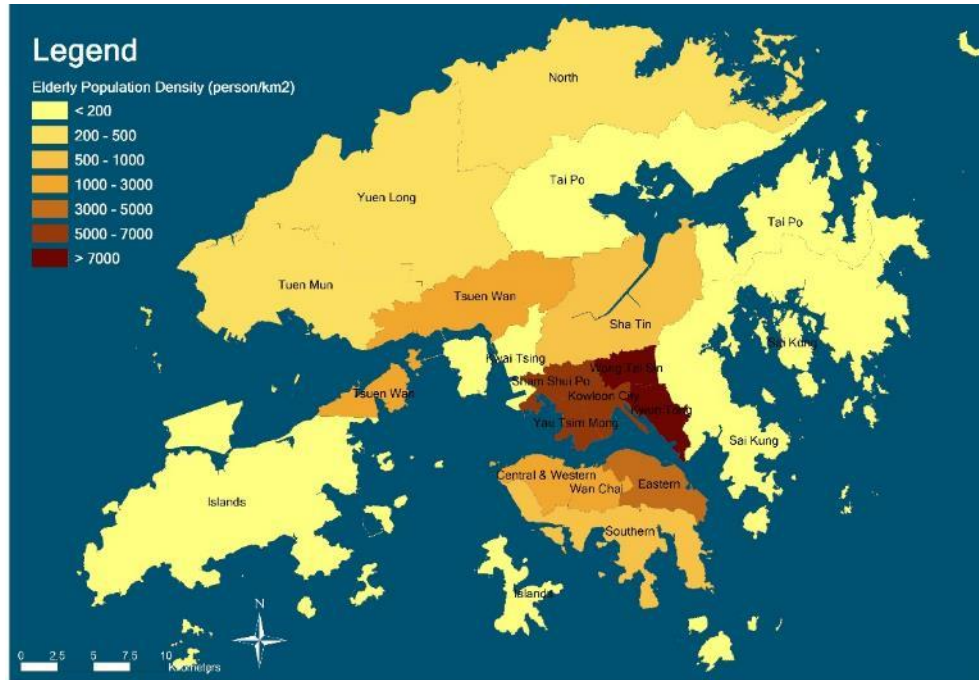 Legend
Elderly Population Density (person/km2)
< 200
200 - 500
500 - 1000
1000 - 3000
3000 - 5000
5000 - 7000
> 7000
North
Tai Po
Yuen Long
Tai Po
Tuen Mun
Tsuen Wan
Sha Tin
Sai Kung
Kwai Tsing
Wong Tai Sin
Sham Shui Po
Tsuen Wan
Kowloon City
Kwun Tong
Yau Tsim Mong
Sai Kung
Central & Western
Eastern
Wan Chai
Islands
Southern
Islands
N
0 2.5 5 7.5 10
Kilometers